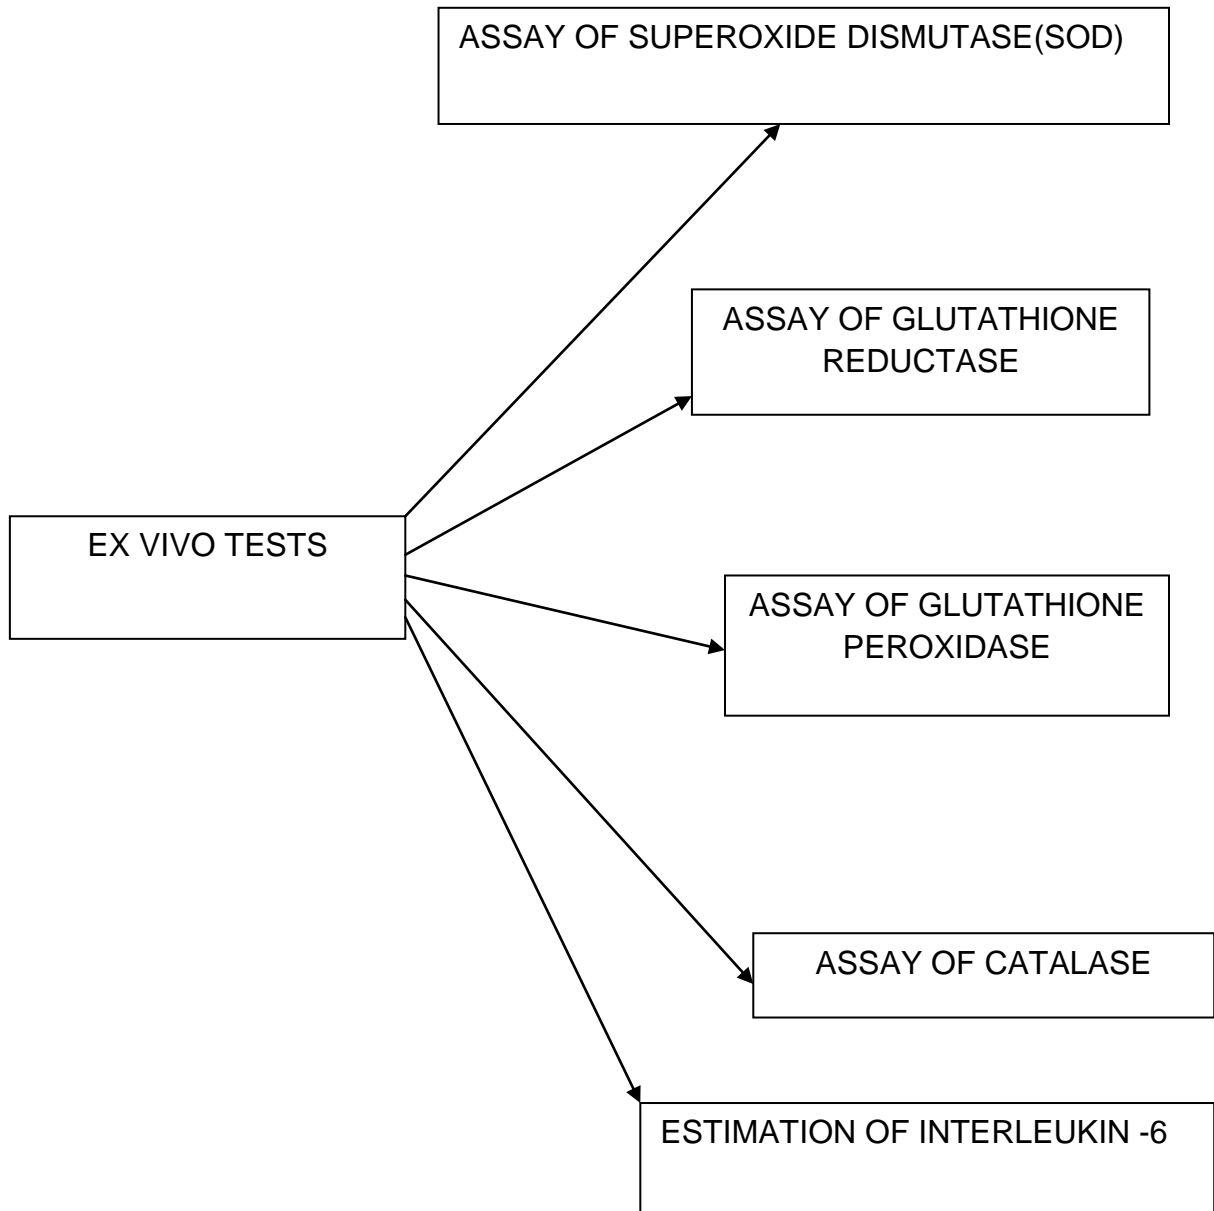 ASSAY OF SUPEROXIDE DISMUTASE(SOD)
ASSAY OF GLUTATHIONE
REDUCTASE
EX VIVO TESTS
ASSAY OF GLUTATHIONE
PEROXIDASE
ASSAY OF CATALASE
ESTIMATION OF INTERLEUKIN -6